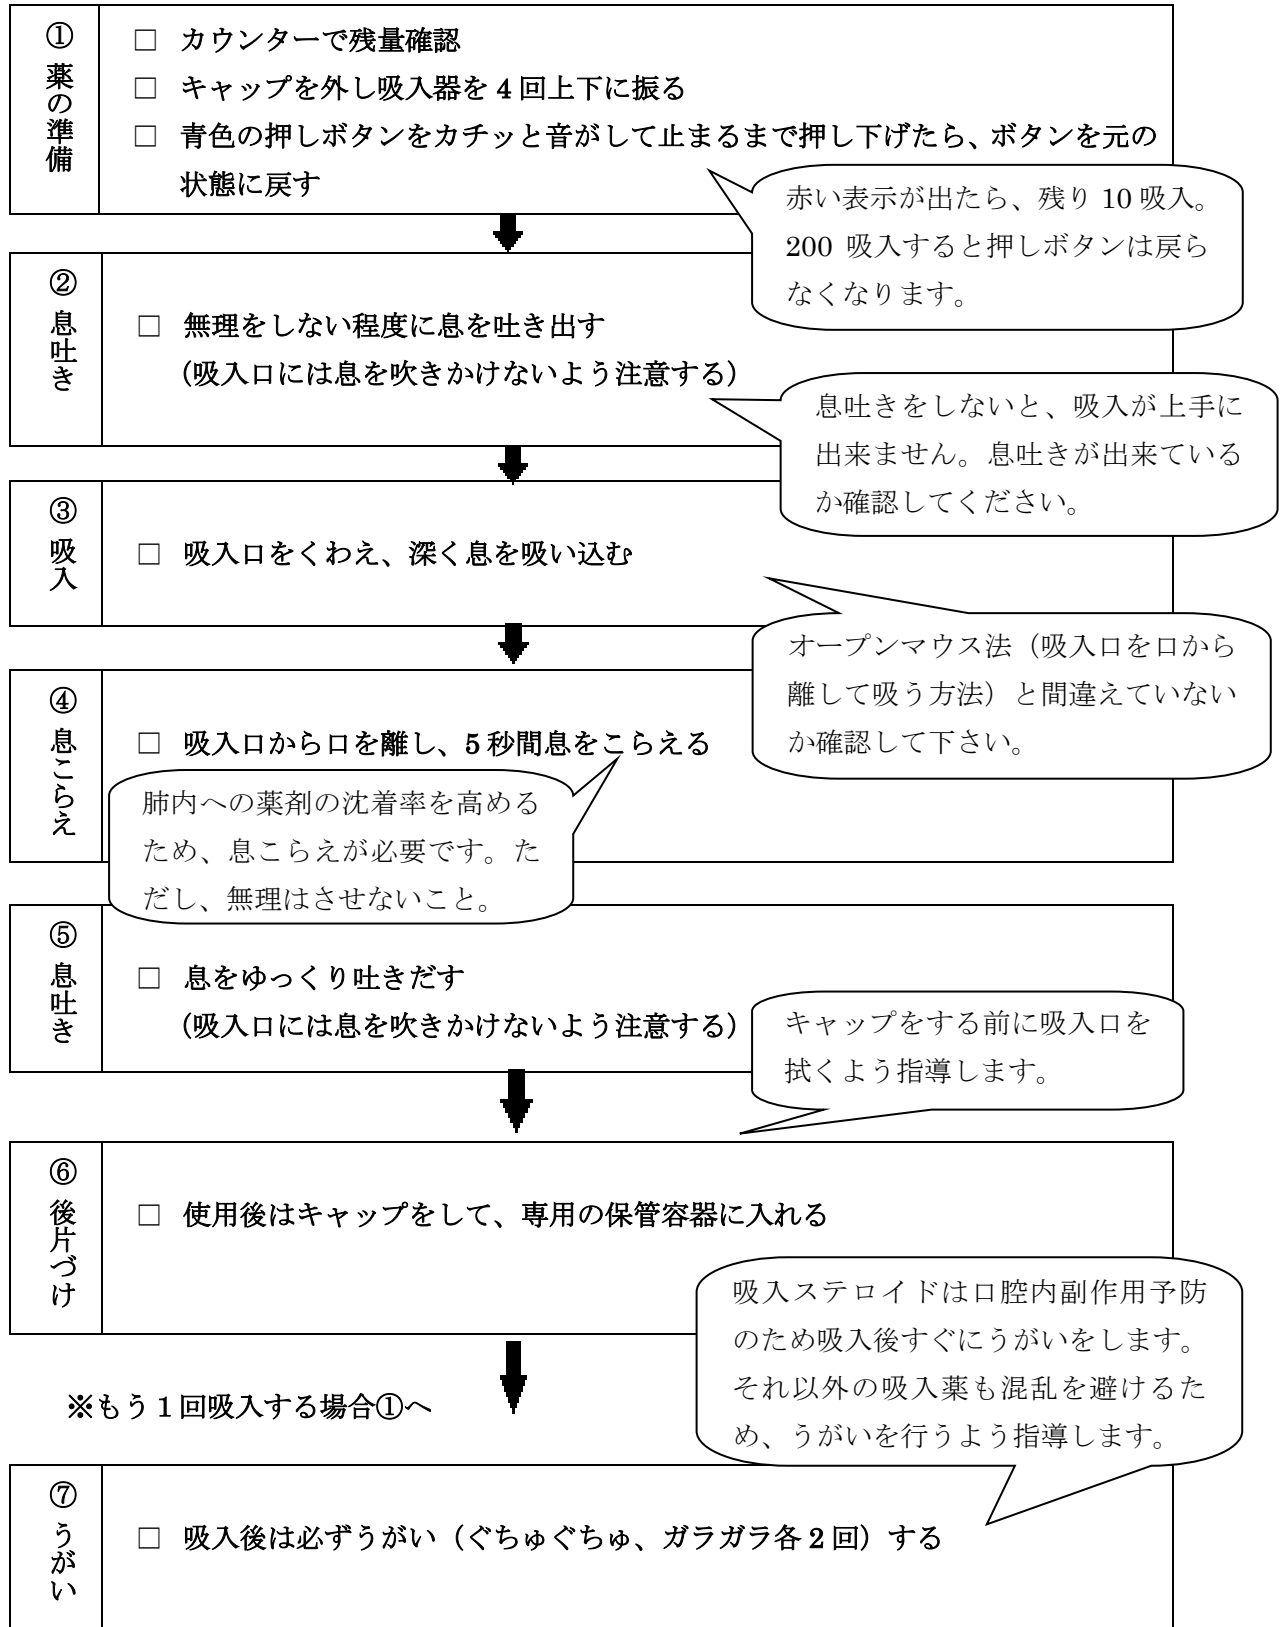 ① 薬の準備
□ カウンターで残量確認
□ キャップを外し吸入器を4回上下に振る
□ 青色の押しボタンをカチッと音がして止まるまで押し下げたら、ボタンを元の
状態に戻す
赤い表示が出たら、残り 10 吸入。
200 吸入すると押しボタンは戻ら
なくなります。
② 息吐き
□ 無理をしない程度に息を吐き出す
（吸入口には息を吹きかけないよう注意する）
息吐きをしないと、吸入が上手に
出来ません。息吐きが出来ている
か確認してください。
③ 吸入
□ 吸入口をくわえ、深く息を吸い込む
オープンマウス法（吸入口を口から
離して吸う方法）と間違えていない
か確認して下さい。
④ 息こらえ
□ 吸入口から口を離し、5秒間息をこらえる
肺内への薬剤の沈着率を高める
ため、息こらえが必要です。た
だし、無理はさせないこと。
⑤ 息吐き
□ 息をゆっくり吐きだす
（吸入口には息を吹きかけないよう注意する）
キャップをする前に吸入口を
拭くよう指導します。
⑥ 後片づけ
□ 使用後はキャップをして、専用の保管容器に入れる
吸入ステロイドは口腔内副作用予防
のため吸入後すぐにうがいをします。
それ以外の吸入薬も混乱を避けるた
め、うがいを行うよう指導します。
※もう1回吸入する場合①へ
⑦ うがい
□ 吸入後は必ずうがい（ぐちゅぐちゅ、ガラガラ各2回）する